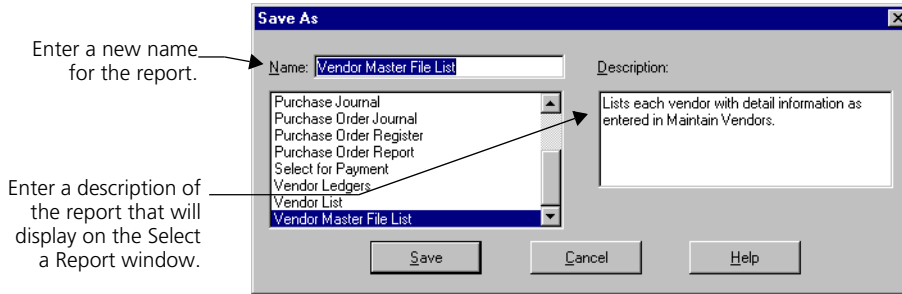 Save As
Enter a new name
for the report.
Name: Vendor Master File List
Description:
Purchase Journal
Purchase Order Journal
Purchase Order Register
Purchase Order Report
Select for Payment
Vendor Ledgers
Vendor List
Vendor Master File List
Lists each vendor with detail information as
entered in Maintain Vendors.
Enter a description of
the report that will
display on the Select
a Report window.
Save
Cancel
Help